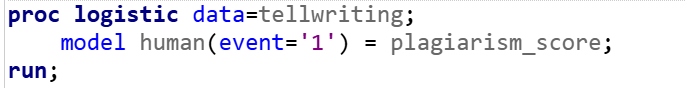 proc logistic data=tellwriting;
    model human(event='1') = plagiarism_score;
run;